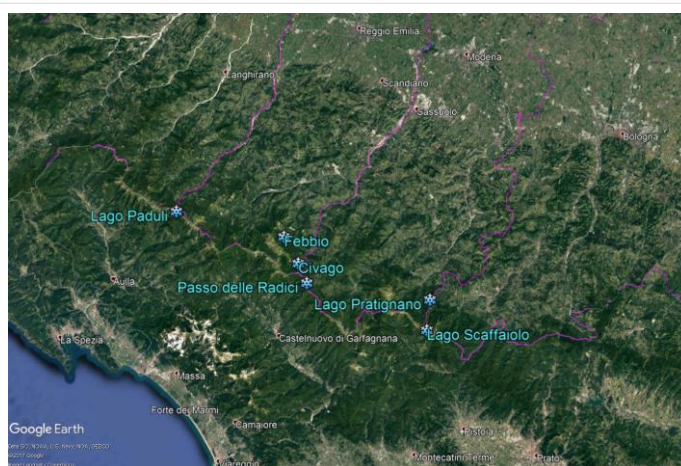 Reggio Emilia
Modena
Langhirano
Scandiano
Sassuolo
Bologna
Lago Paduli
Febbio
Civago
Passo delle Radici
Aulla
Lago Pratignano
Lago Scaffaiolo
La Spezia
Castelnuovo di Garfagnana
Massa
Forte dei Marmi
Camaiore
Google Earth
Pistoia
Montecatini Terme
Prato
Viareggio